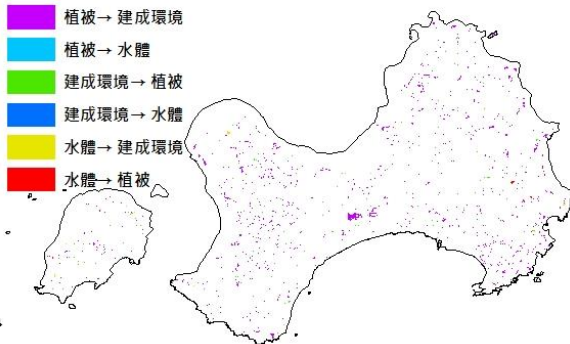 植被→ 建成環境
植被→ 水體
建成環境→ 植被
建成環境→ 水體
水體→ 建成環境
水體→ 植被